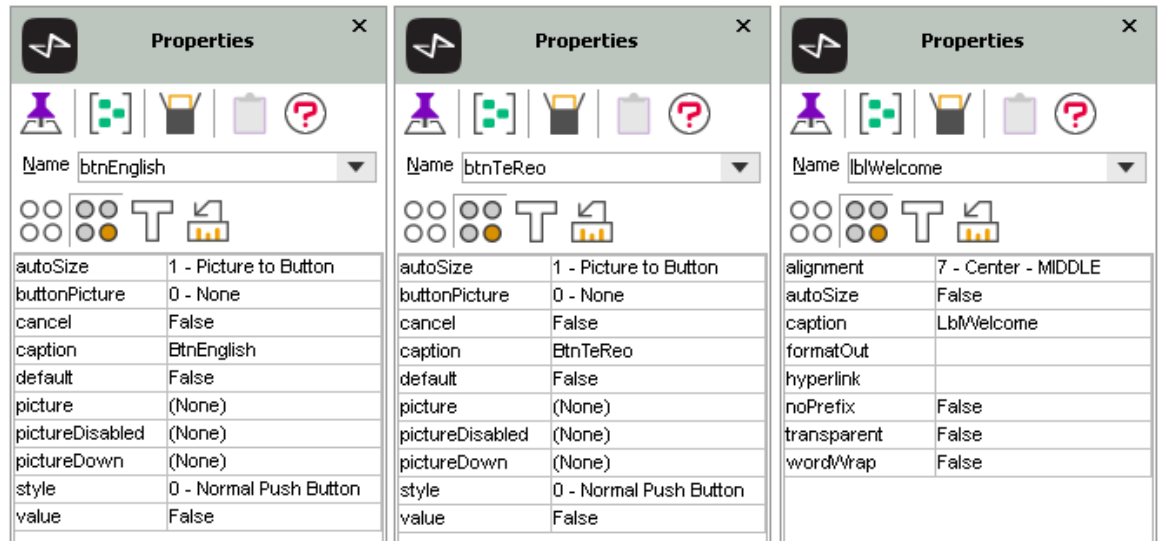 Properties
×
Name btnEnglish
autoSize 1 - Picture to Button
buttonPicture 0 - None
cancel False
caption BtnEnglish
default False
picture (None)
pictureDisabled (None)
pictureDown (None)
style 0 - Normal Push Button
value False
Properties
×
Name btnTeReo
autoSize 1 - Picture to Button
buttonPicture 0 - None
cancel False
caption BtnTeReo
default False
picture (None)
pictureDisabled (None)
pictureDown (None)
style 0 - Normal Push Button
value False
Properties
×
Name lblWelcome
alignment 7 - Center - MIDDLE
autoSize False
caption LblWelcome
formatOut
hyperlink
noPrefix False
transparent False
wordWrap False